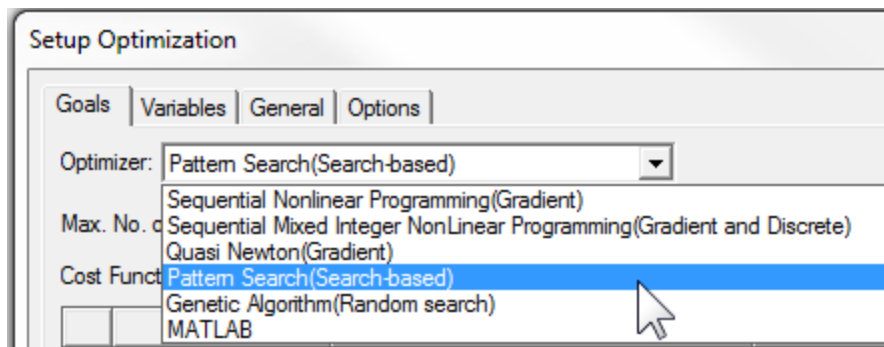 Setup Optimization
Goals Variables General Options
Optimizer: Pattern Search(Search-based)
Sequential Nonlinear Programming(Gradient)
Max. No. Sequential Mixed Integer NonLinear Programming(Gradient and Discrete)
Quasi Newton(Gradient)
Cost Funct Pattern Search(Search-based)
Genetic Algorithm(Random search)
MATLAB